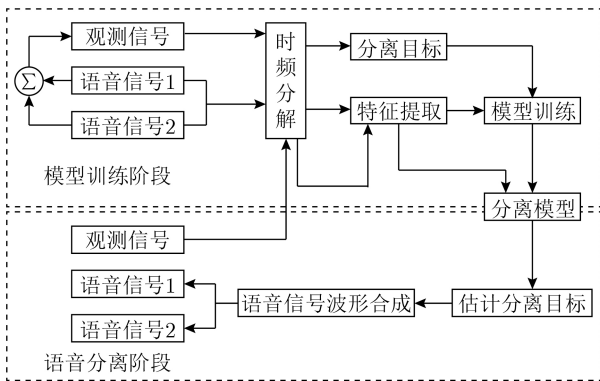 观测信号
语音信号1
语音信号2
∑
时频分解
分离目标
特征提取
模型训练
模型训练阶段
分离模型
观测信号
语音信号1
语音信号2
语音信号波形合成
估计分离目标
语音分离阶段